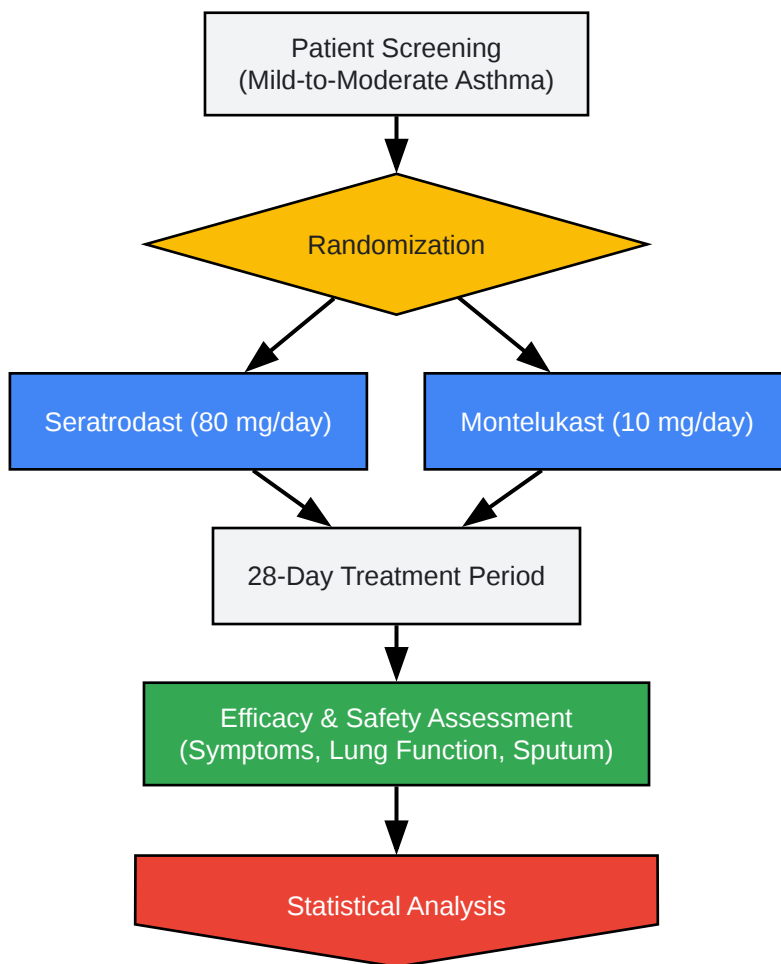 Patient Screening
(Mild-to-Moderate Asthma)
Randomization
Seratrodast (80 mg/day)
Montelukast (10 mg/day)
28-Day Treatment Period
Efficacy & Safety Assessment
(Symptoms, Lung Function, Sputum)
Statistical Analysis